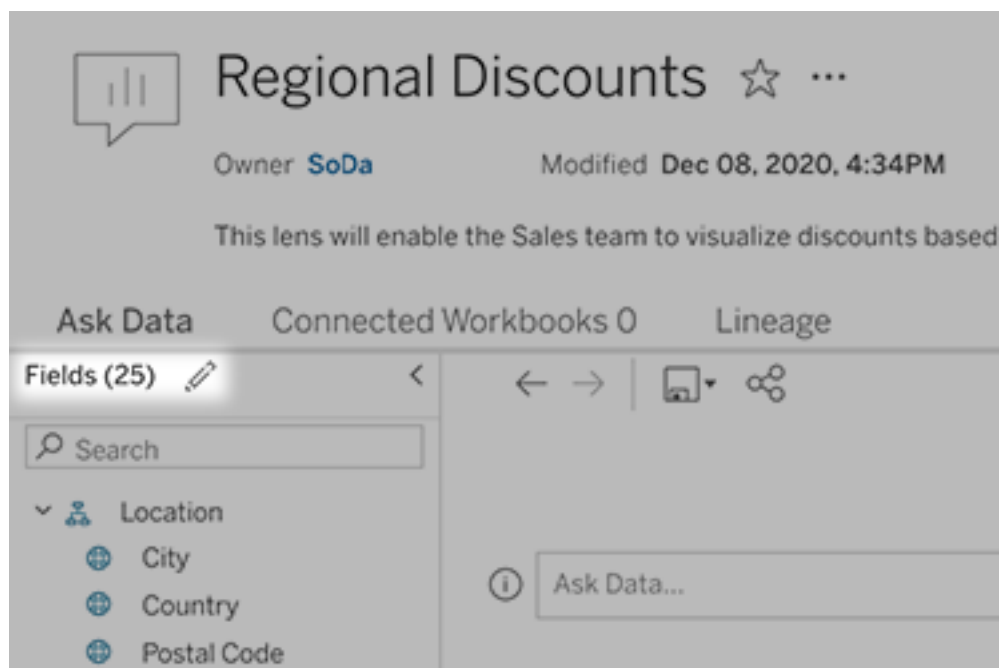 Regional Discounts
Owner SoDa Modified Dec 08, 2020, 4:34PM
This lens will enable the Sales team to visualize discounts based
Ask Data Connected Workbooks 0 Lineage
Fields (25)
Search
Location
City
Country
Postal Code
Ask Data...